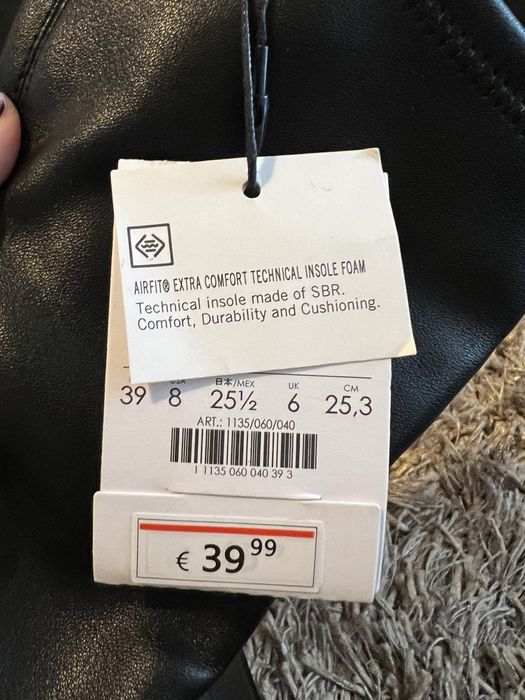 AIRFIT® EXTRA COMFORT TECHNICAL INSOLE FOAM
Technical insole made of SBR.
Comfort, Durability and Cushioning.
USA 日本/MEX UK CM
39 8 25½ 6 25,3
ART.: 1135/060/040
1 1135 060 040 39 3
€ 39 99